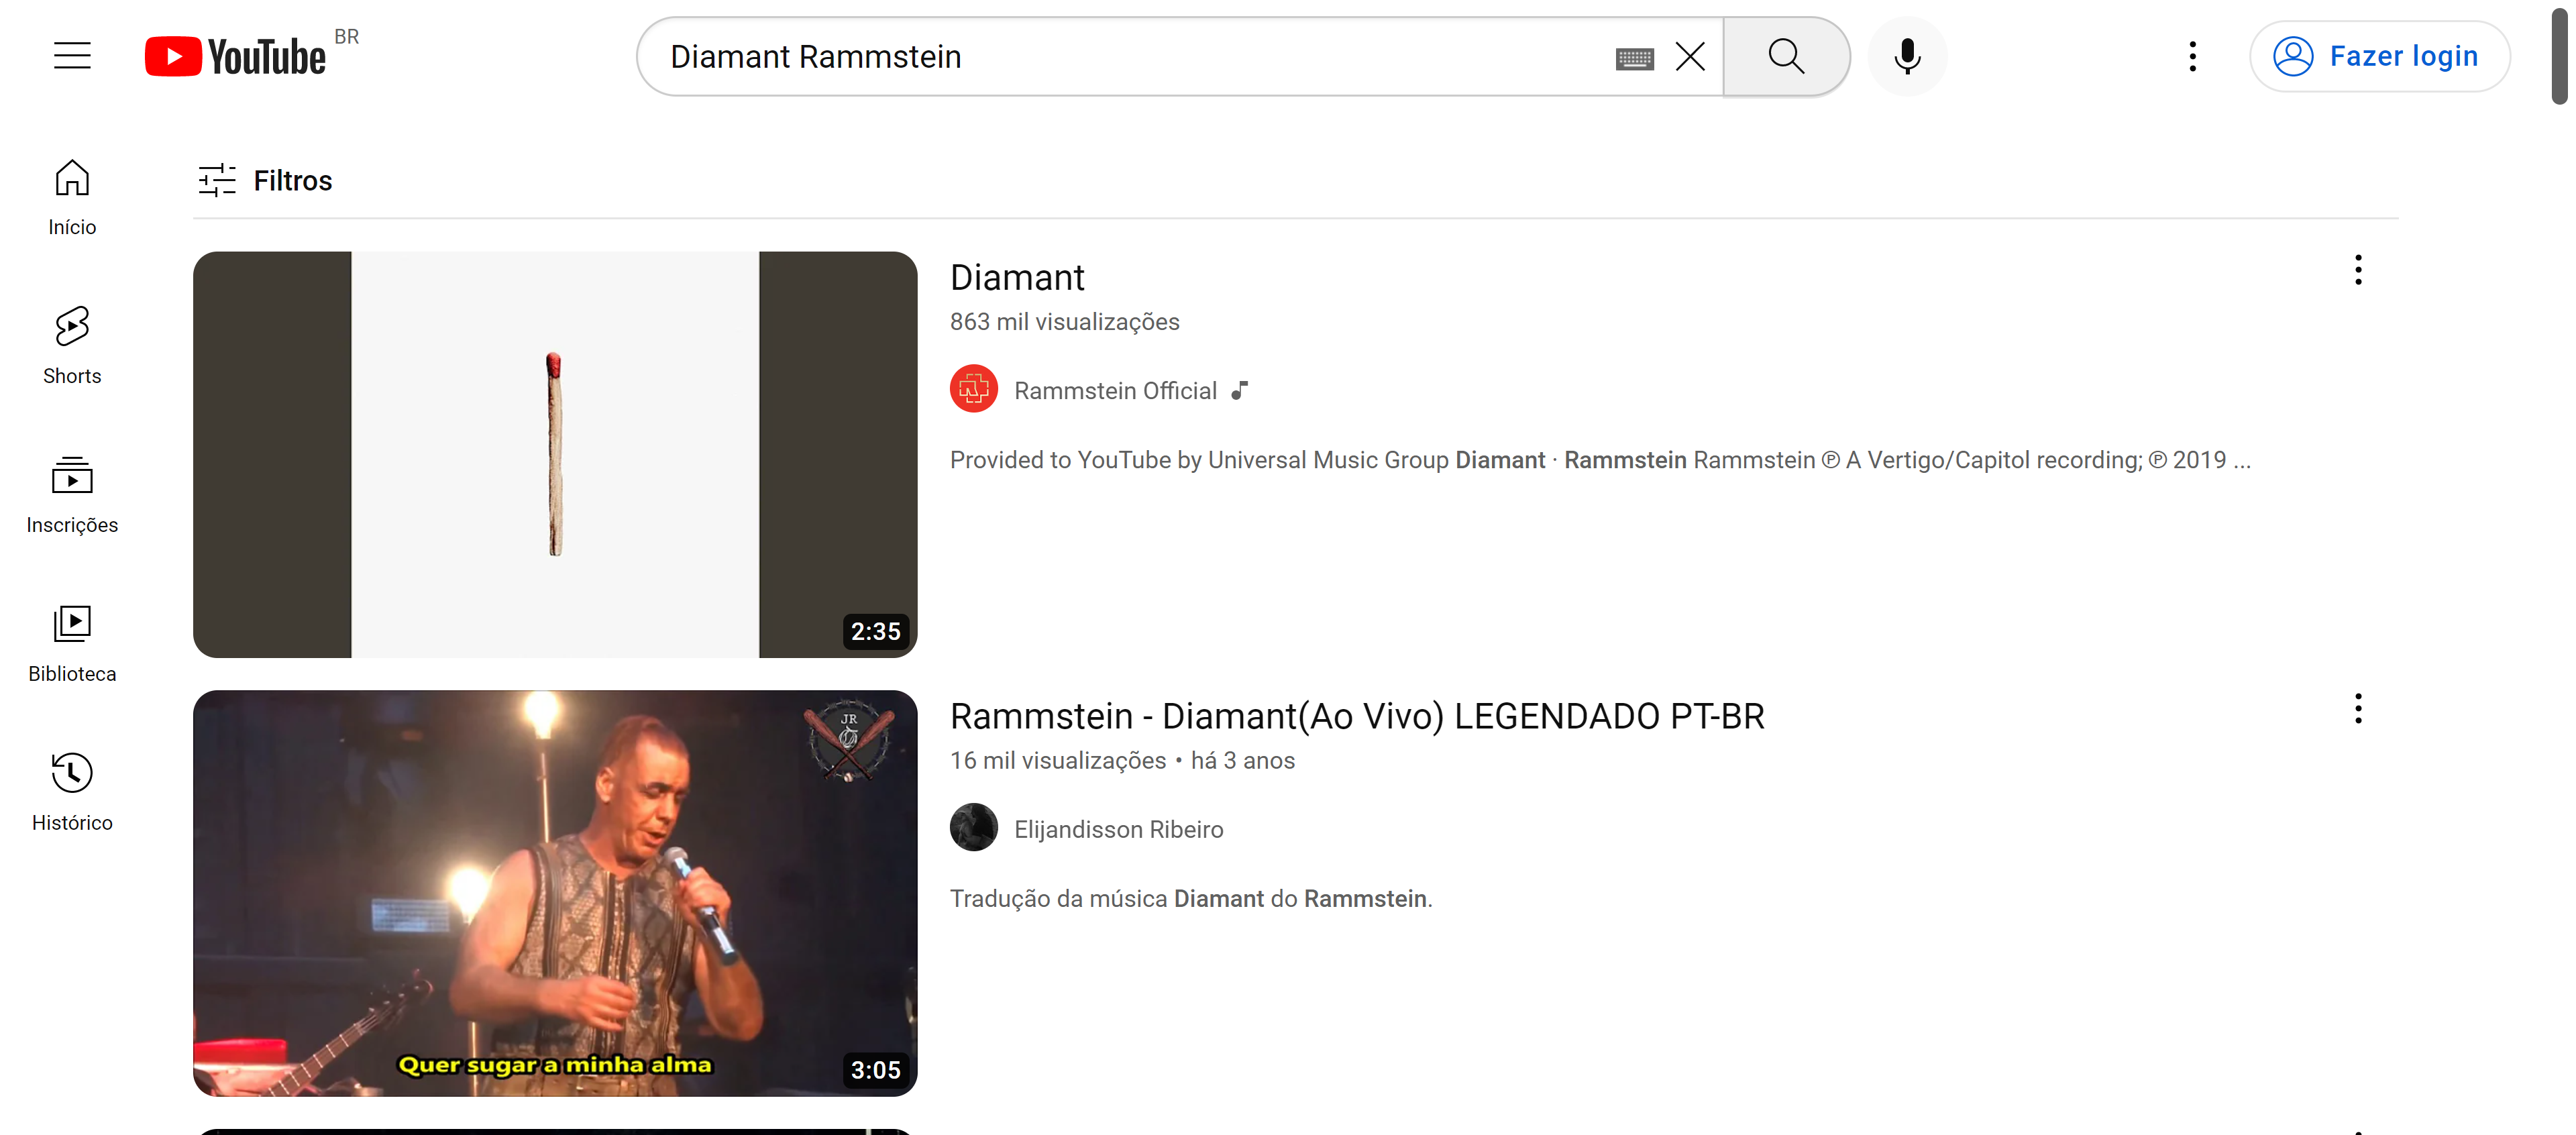 YouTube BR
Diamant Rammstein
Fazer login
Início
Shorts
Inscrições
Biblioteca
Histórico
Filtros
2:35
Diamant
863 mil visualizações
Rammstein Official
Provided to YouTube by Universal Music Group Diamant · Rammstein Rammstein ℗ A Vertigo/Capitol recording; ℗ 2019 ...
JR
Quer sugar a minha alma
3:05
Rammstein - Diamant(Ao Vivo) LEGENDADO PT-BR
16 mil visualizações • há 3 anos
Elijandisson Ribeiro
Tradução da música Diamant do Rammstein.